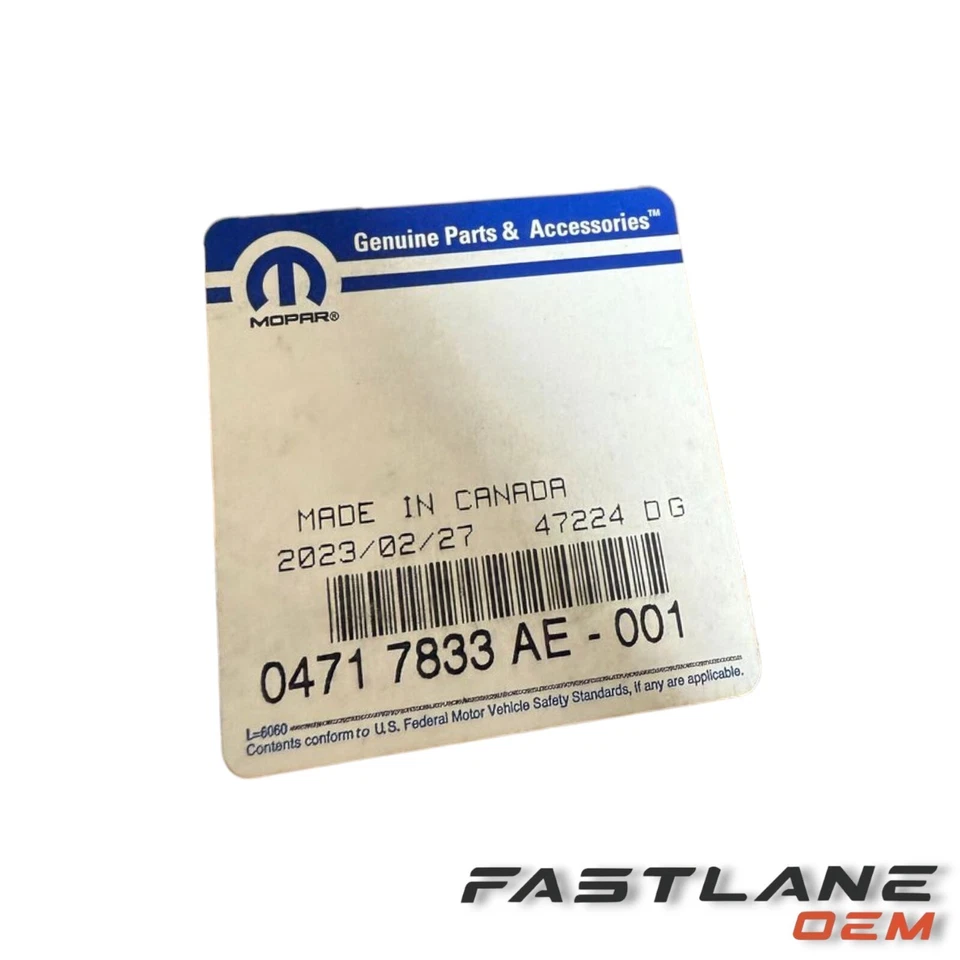 Genuine Parts & Accessories™
MOPAR®
MADE IN CANADA
2023/02/27 47224 DG
0471 7833 AE - 001
L=6060
Contents conform to U.S. Federal Motor Vehicle Safety Standards, if any are applicable.
FASTLANE
OEM